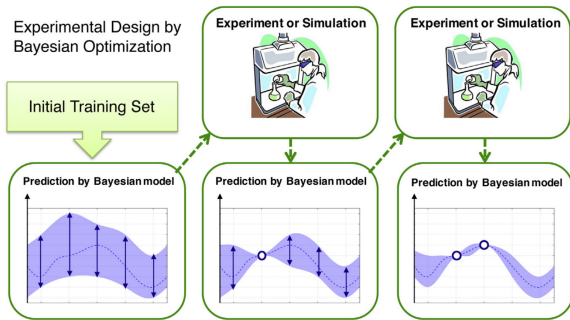 Experimental Design by
Bayesian Optimization
Initial Training Set
Experiment or Simulation
Experiment or Simulation
Prediction by Bayesian model
Prediction by Bayesian model
Prediction by Bayesian model